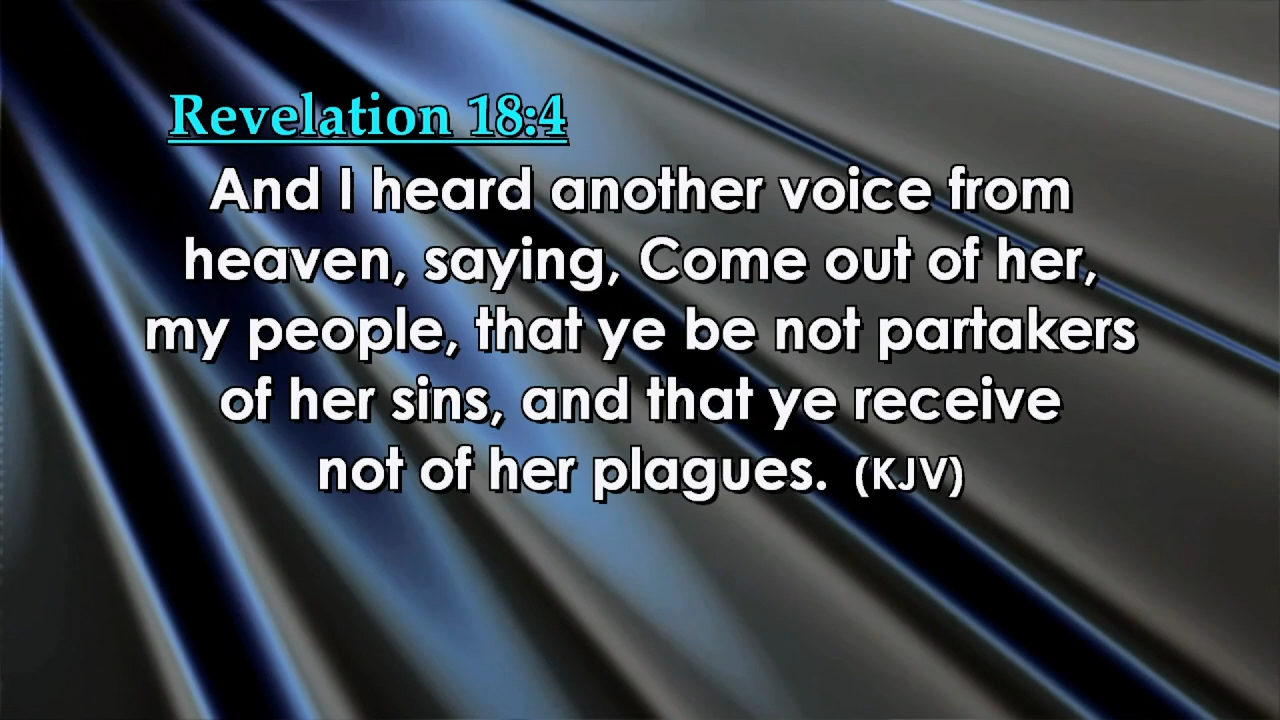 Revelation 18:4
And I heard another voice from
heaven, saying, Come out of her,
my people, that ye be not partakers
of her sins, and that ye receive
not of her plagues. (KJV)